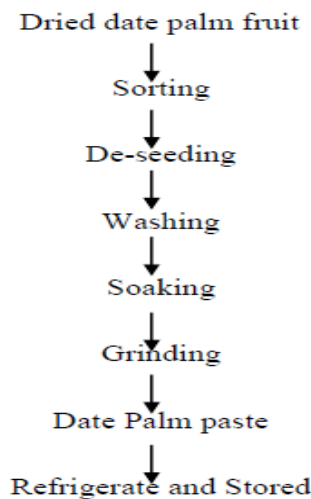 Dried date palm fruit
Sorting
De-seeding
Washing
Soaking
Grinding
Date Palm paste
Refrigerate and Stored